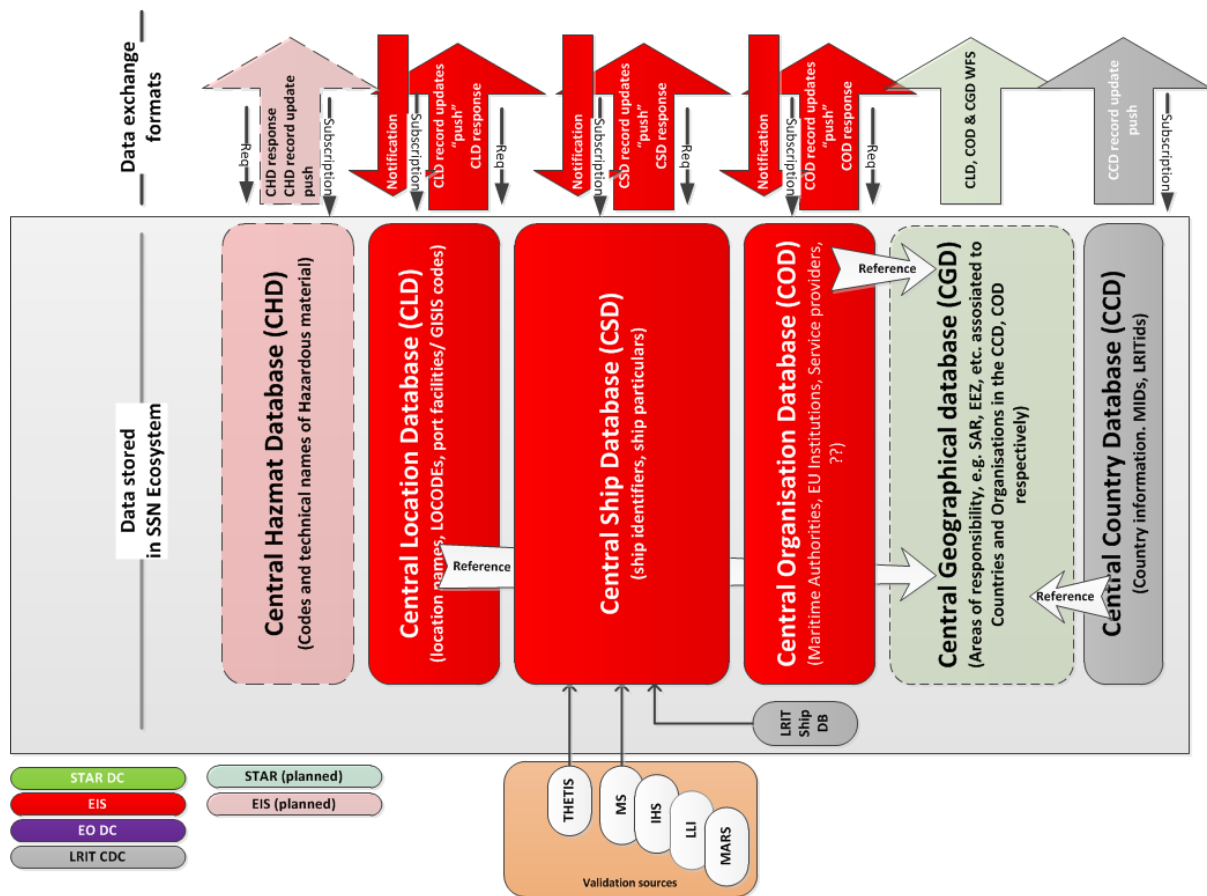 Data exchange
formats
Req
CHD response
CHD record update
push
Subscription
Notification
Subscription
CLD record updates
"push"
CLD response
Req
Notification
Subscription
CSD record updates
"push"
CSD response
Req
Notification
Subscription
COD record updates
"push"
COD response
Req
CLD, COD & CGD WFS
CCD record update
push
Subscription
Data stored
in SSN Ecosystem
Central Hazmat Database (CHD)
(Codes and technical names of Hazardous material)
Central Location Database (CLD)
(location names, LOCODEs, port facilities/ GISIS codes)
Central Ship Database (CSD)
(ship identifiers, ship particulars)
Central Organisation Database (COD)
(Maritime Authorities, EU Institutions, Service providers,
??)
Central Geographical database (CGD)
(Areas of responsibility, e.g. SAR, EEZ, etc. assosiated to
Countries and Organisations in the CCD, COD
respectively)
Central Country Database (CCD)
(Country information. MIDs, LRITids)
Reference
Reference
Reference
LRIT
Ship
DB
THETIS
MS
IHS
LLI
MARS
Validation sources
STAR DC
EIS
EO DC
LRIT CDC
STAR (planned)
EIS (planned)